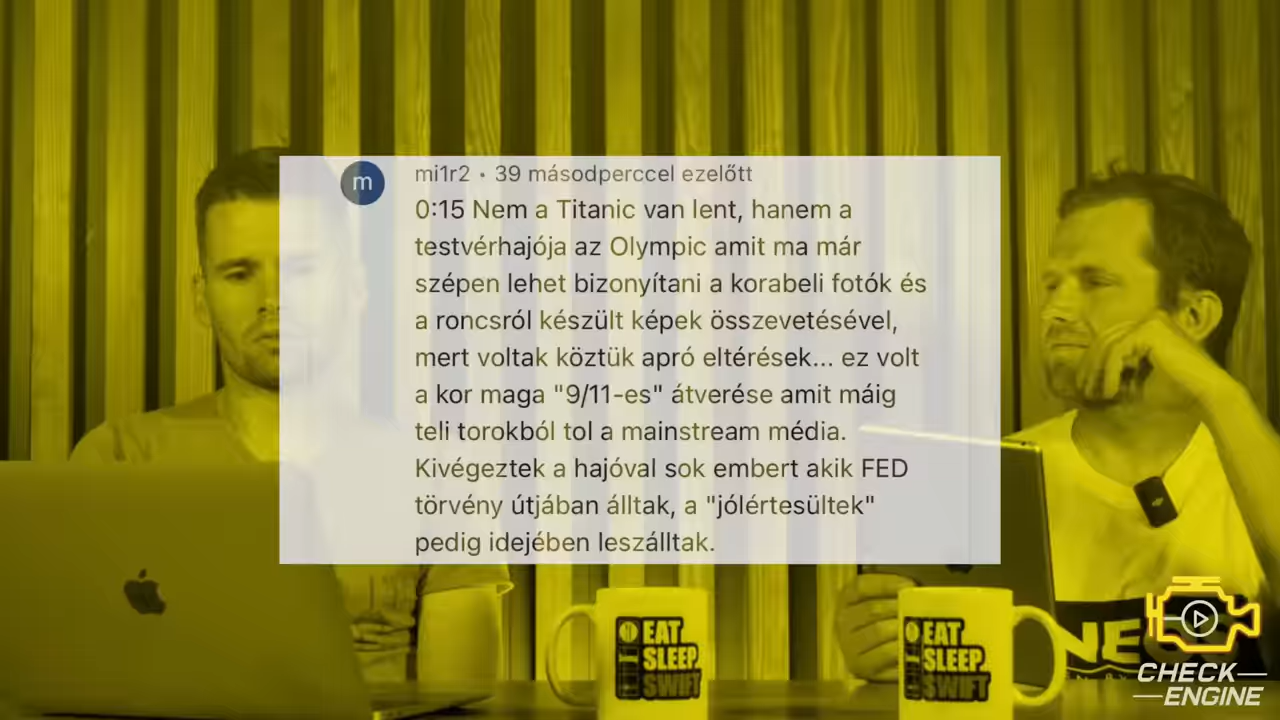 m
mi1r2 • 39 másodperccel ezelőtt
0:15 Nem a Titanic van lent, hanem a
testvérhajója az Olympic amit ma már
szépen lehet bizonyítani a korabeli fotók és
a roncsról készült képek összevetésével,
mert voltak köztük apró eltérések... ez volt
a kor maga "9/11-es" átverése amit máig
teli torokból tol a mainstream média.
Kivégeztek a hajóval sok embert akik FED
törvény útjában álltak, a "jólértesültek"
pedig idejében leszálltak.
EAT
SLEEP
SWIFT
EAT
SLEEP
SWIFT
NEO
CHECK
ENGINE